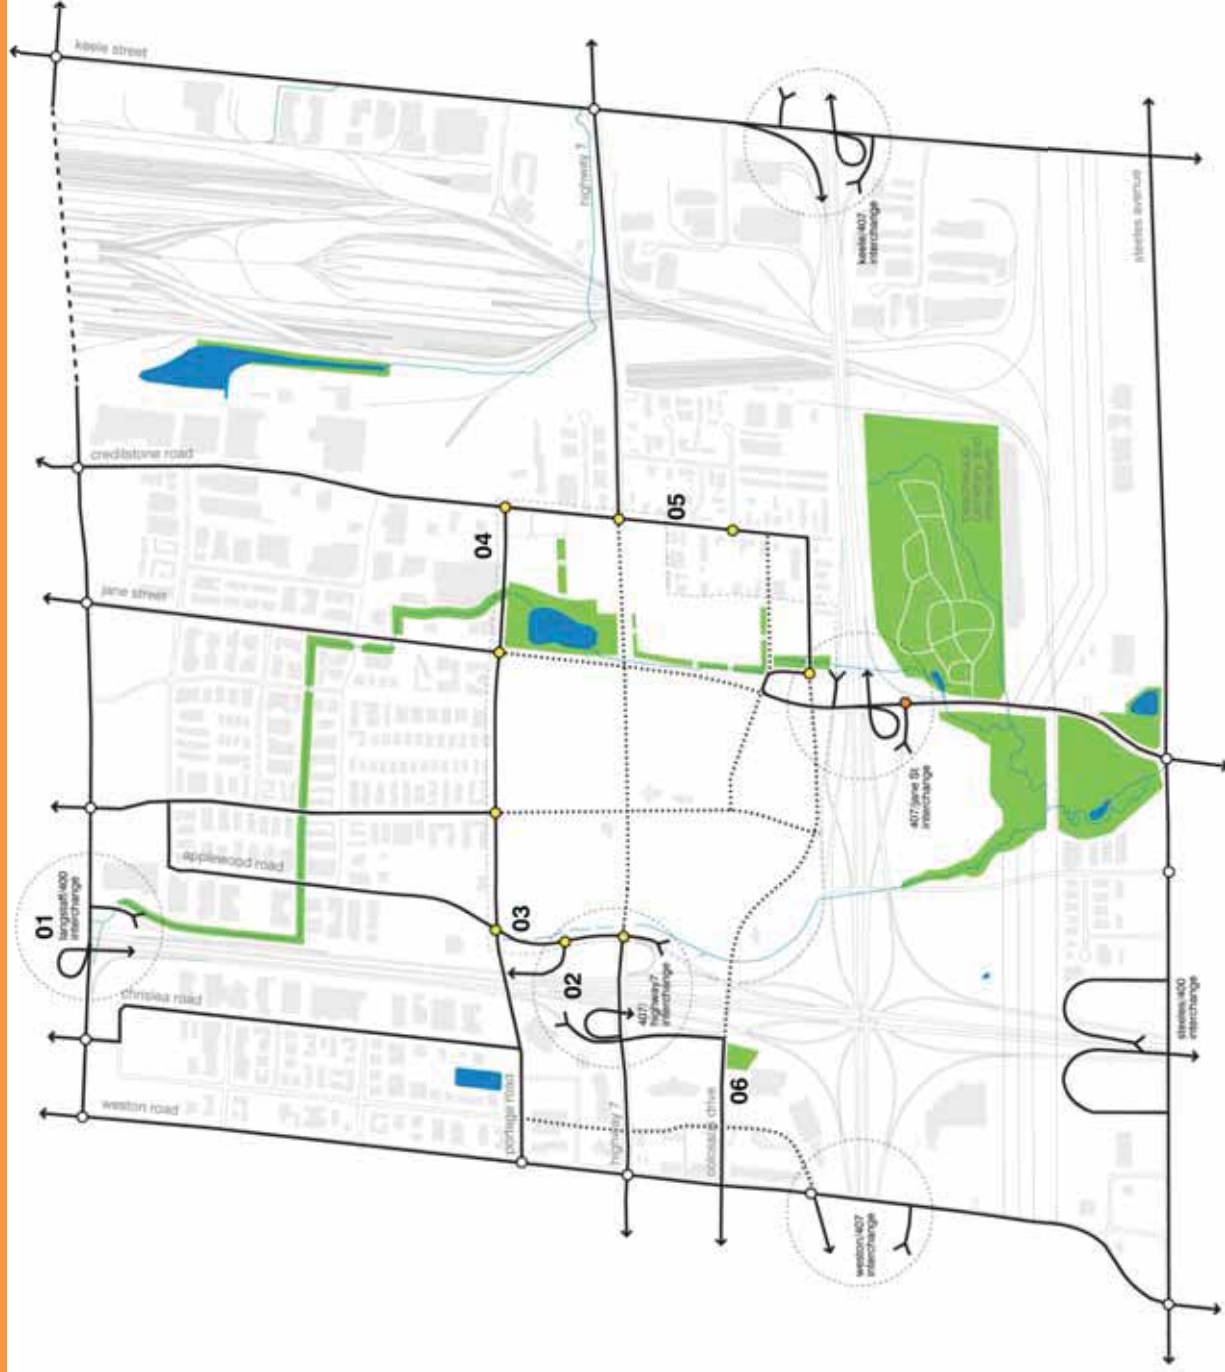 keele street
highway 7
steeles avenue
keele/407
interchange
creditstone road
jane street
04
05
407/jane St
interchange
applewood road
01
langstaff/400
interchange
03
02
407/
highway7
interchange
chrislea road
06
steeles/400
interchange
weston road
portage road
highway 7
colossus drive
weston/407
interchange